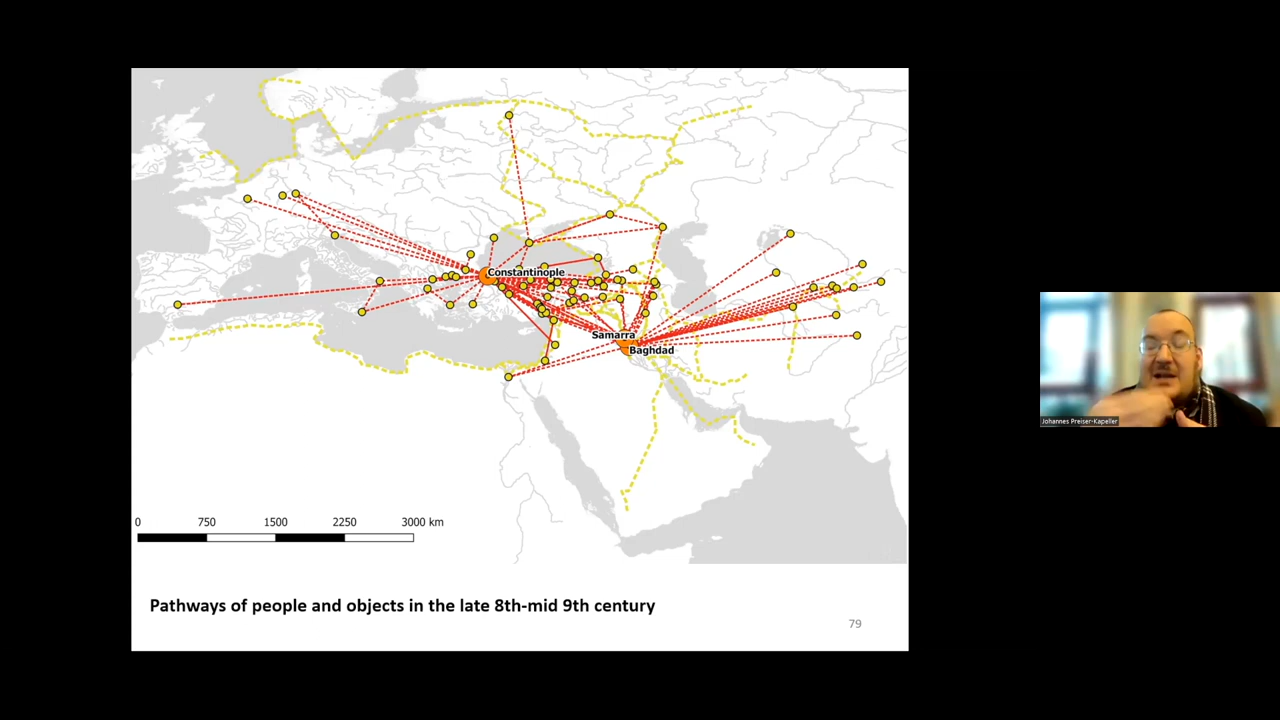 Constantinople
Samarra
Baghdad
0 750 1500 2250 3000 km
Pathways of people and objects in the late 8th-mid 9th century
79
Johannes Preiser-Kapeller